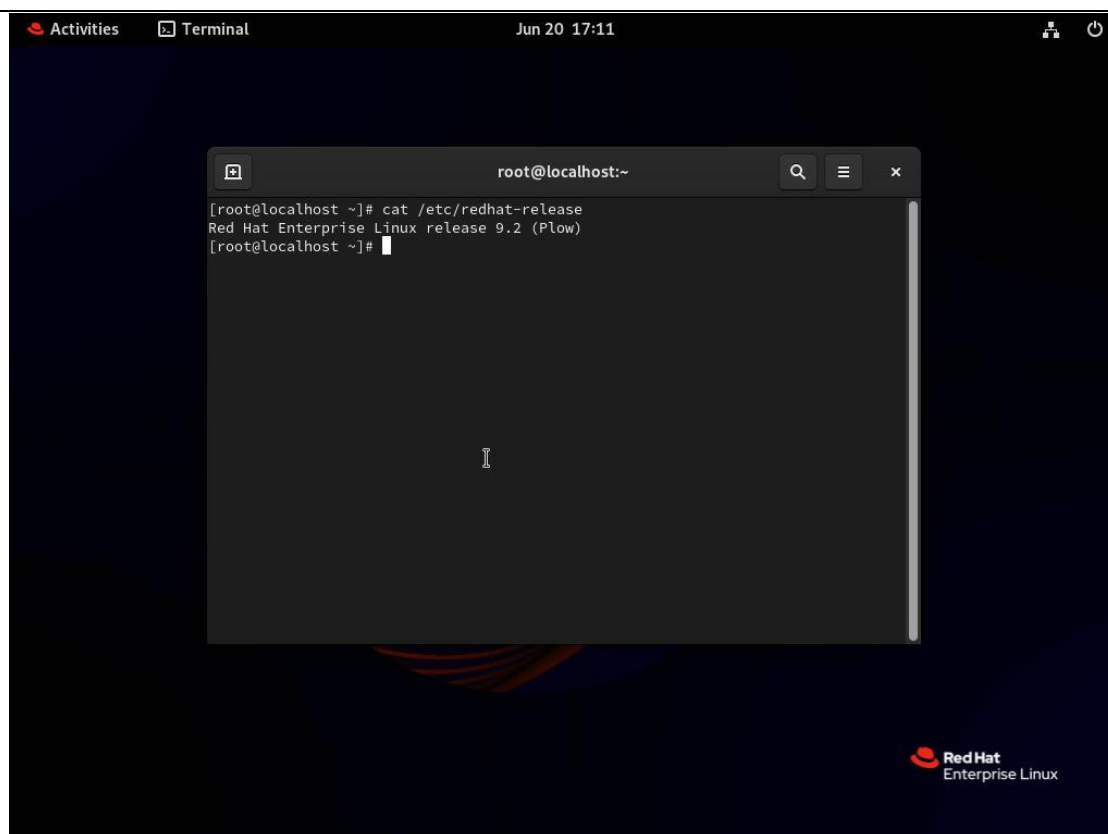 Activities Terminal Jun 20 17:11
root@localhost:~
[root@localhost ~]# cat /etc/redhat-release
Red Hat Enterprise Linux release 9.2 (Plow)
[root@localhost ~]#
Red Hat
Enterprise Linux